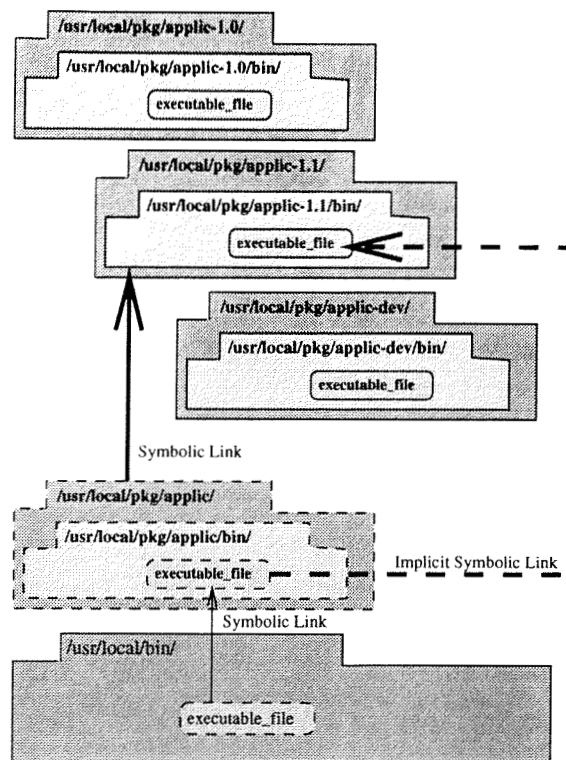 /usr/local/pkg/applic-1.0/
/usr/local/pkg/applic-1.0/bin/
executable_file
/usr/local/pkg/applic-1.1/
/usr/local/pkg/applic-1.1/bin/
executable_file
/usr/local/pkg/applic-dev/
/usr/local/pkg/applic-dev/bin/
executable_file
Symbolic Link
/usr/local/pkg/applic/
/usr/local/pkg/applic/bin/
executable_file
Implicit Symbolic Link
Symbolic Link
/usr/local/bin/
executable_file